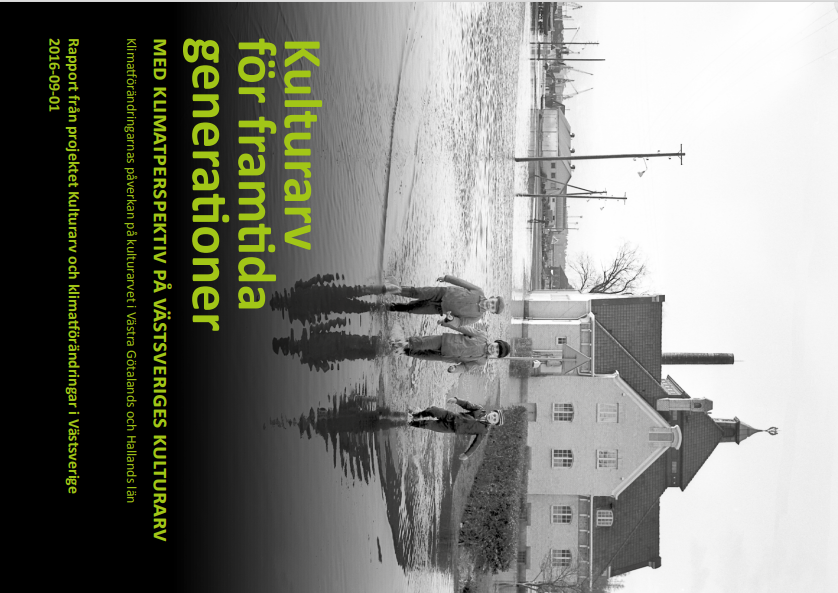 Kulturarv
för framtida
generationer
MED KLIMATPERSPEKTIV PÅ VÄSTSVERIGES KULTURARV
Klimatförändringarnas påverkan på kulturarvet i Västra Götalands och Hallands län
Rapport från projektet Kulturarv och klimatförändringar i Västsverige
2016-09-01